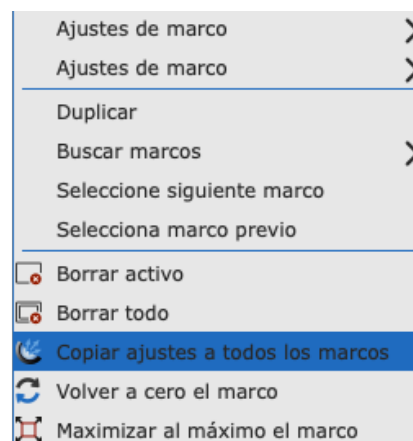 Ajustes de marco
Ajustes de marco
Duplicar
Buscar marcos
Seleccione siguiente marco
Selecciona marco previo
Borrar activo
Borrar todo
Copiar ajustes a todos los marcos
Volver a cero el marco
Maximizar al máximo el marco